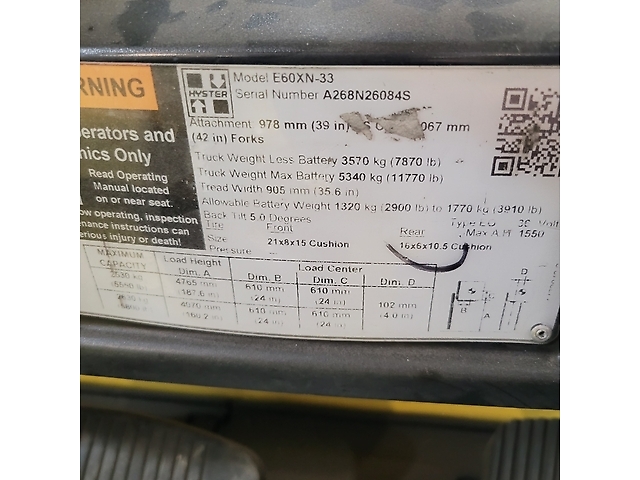 RNING
HYSTER
Model E60XN-33
Serial Number A268N26084S
Attachment 978 mm (39 in) mm
(42 in) Forks
Truck Weight Less Battery 3570 kg (7870 lb)
Truck Weight Max Battery 5340 kg (11770 lb)
Tread Width 905 mm (35.6 in)
Allowable Battery Weight 1320 kg (2900 lb) to 1770 kg (3910 lb)
Back Tilt 5.0 Degrees
Type EO 36 Volt
Tire Front Rear Max A.H 1550
Size 21x8x15 Cushion 16x6x10.5 Cushion
Pressure
erators and
nics Only
Read Operating
Manual located
on or near seat.
ow operating, inspection
tenance instructions can
serious injury or death!
MAXIMUM
CAPACITY
Load Height
Dim. A
Load Center
Dim. B Dim. C Dim. D
D
4765 mm 610 mm 610 mm
(187.6 in) (24 in) (24 in)
102 mm
(4.0 in)
4570 mm 610 mm 610 mm
(24 in) (24 in)
B A
C